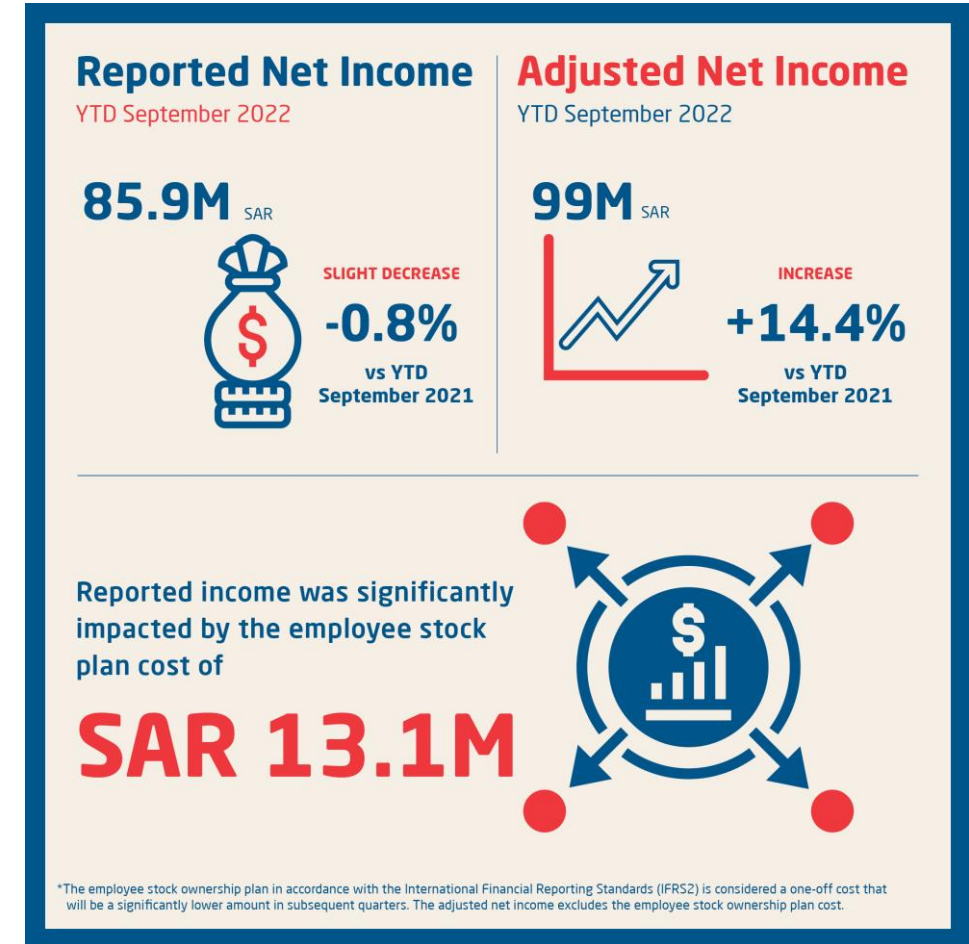 Reported Net Income
YTD September 2022
85.9M SAR
$
SLIGHT DECREASE
-0.8%
vs YTD
September 2021
Adjusted Net Income
YTD September 2022
99M SAR
INCREASE
+14.4%
vs YTD
September 2021
Reported income was significantly
impacted by the employee stock
plan cost of
SAR 13.1M
$
*The employee stock ownership plan in accordance with the International Financial Reporting Standards (IFRS2) is considered a one-off cost that
will be a significantly lower amount in subsequent quarters. The adjusted net income excludes the employee stock ownership plan cost.